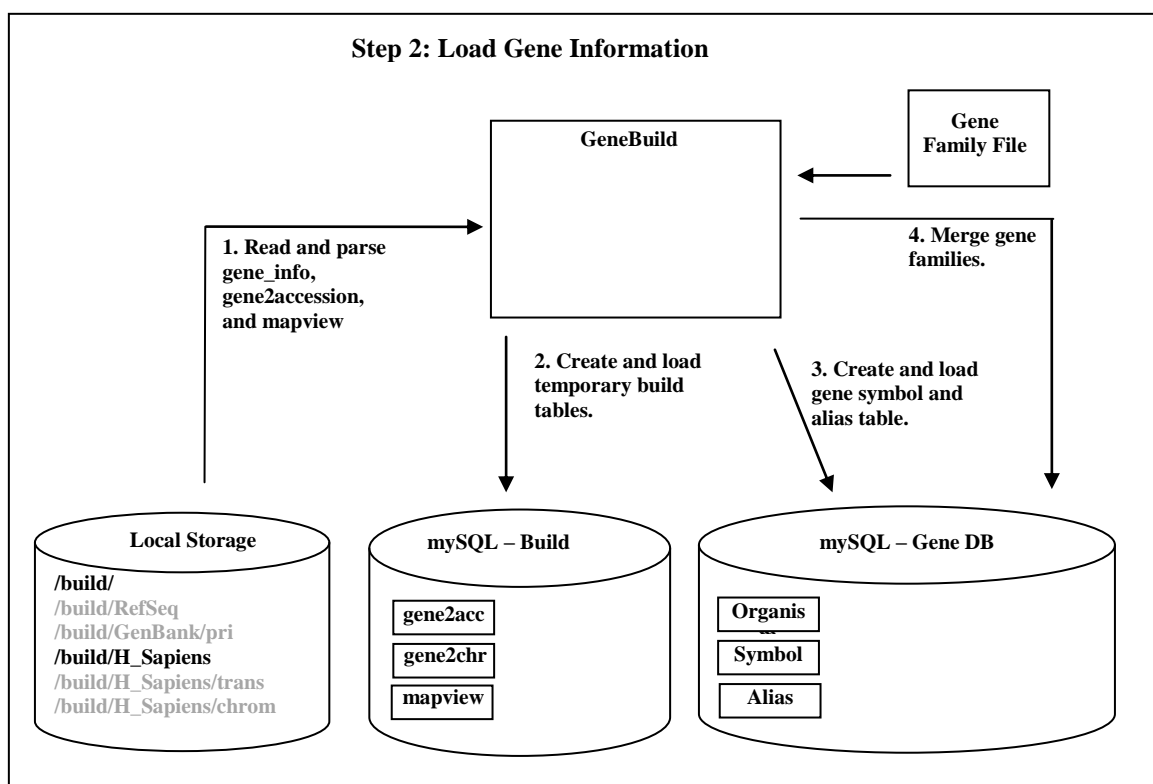 Step 2: Load Gene Information
GeneBuild
Gene
Family File
1. Read and parse
gene_info,
gene2accession,
and mapview
4. Merge gene
families.
2. Create and load
temporary build
tables.
3. Create and load
gene symbol and
alias table.
Local Storage
/build/
/build/RefSeq
/build/GenBank/pri
/build/H_Sapiens
/build/H_Sapiens/trans
/build/H_Sapiens/chrom
mySQL – Build
gene2acc
gene2chr
mapview
mySQL – Gene DB
Organis
Symbol
Alias